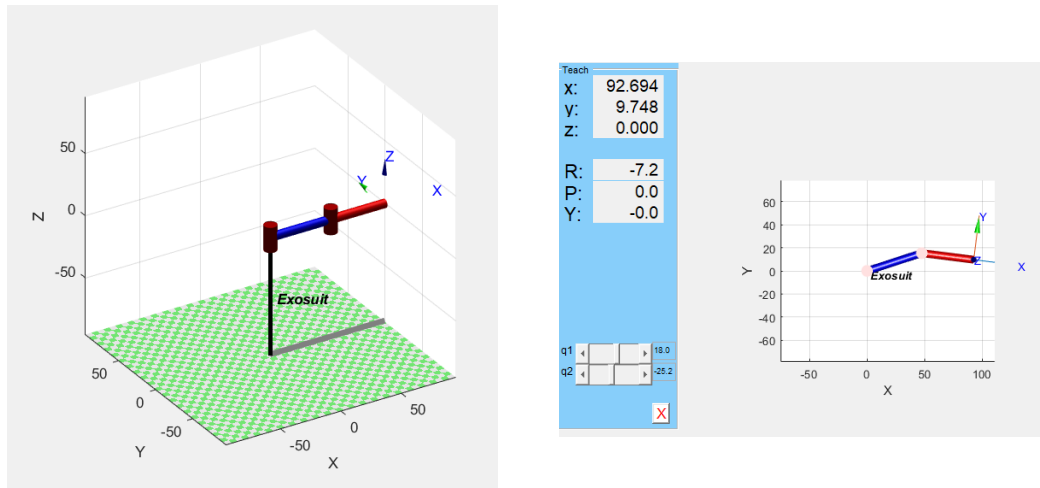 50
0
-50
Z
Z
Y
X
Exosuit
50
0
-50
Y
-50
0
50
X
Teach
x: 92.694
y: 9.748
z: 0.000
R: -7.2
P: 0.0
Y: -0.0
q1 18.0
q2 -25.2
X
60
40
20
0
-20
-40
-60
Y
Y
Z
X
Exosuit
-50 0 50 100
X